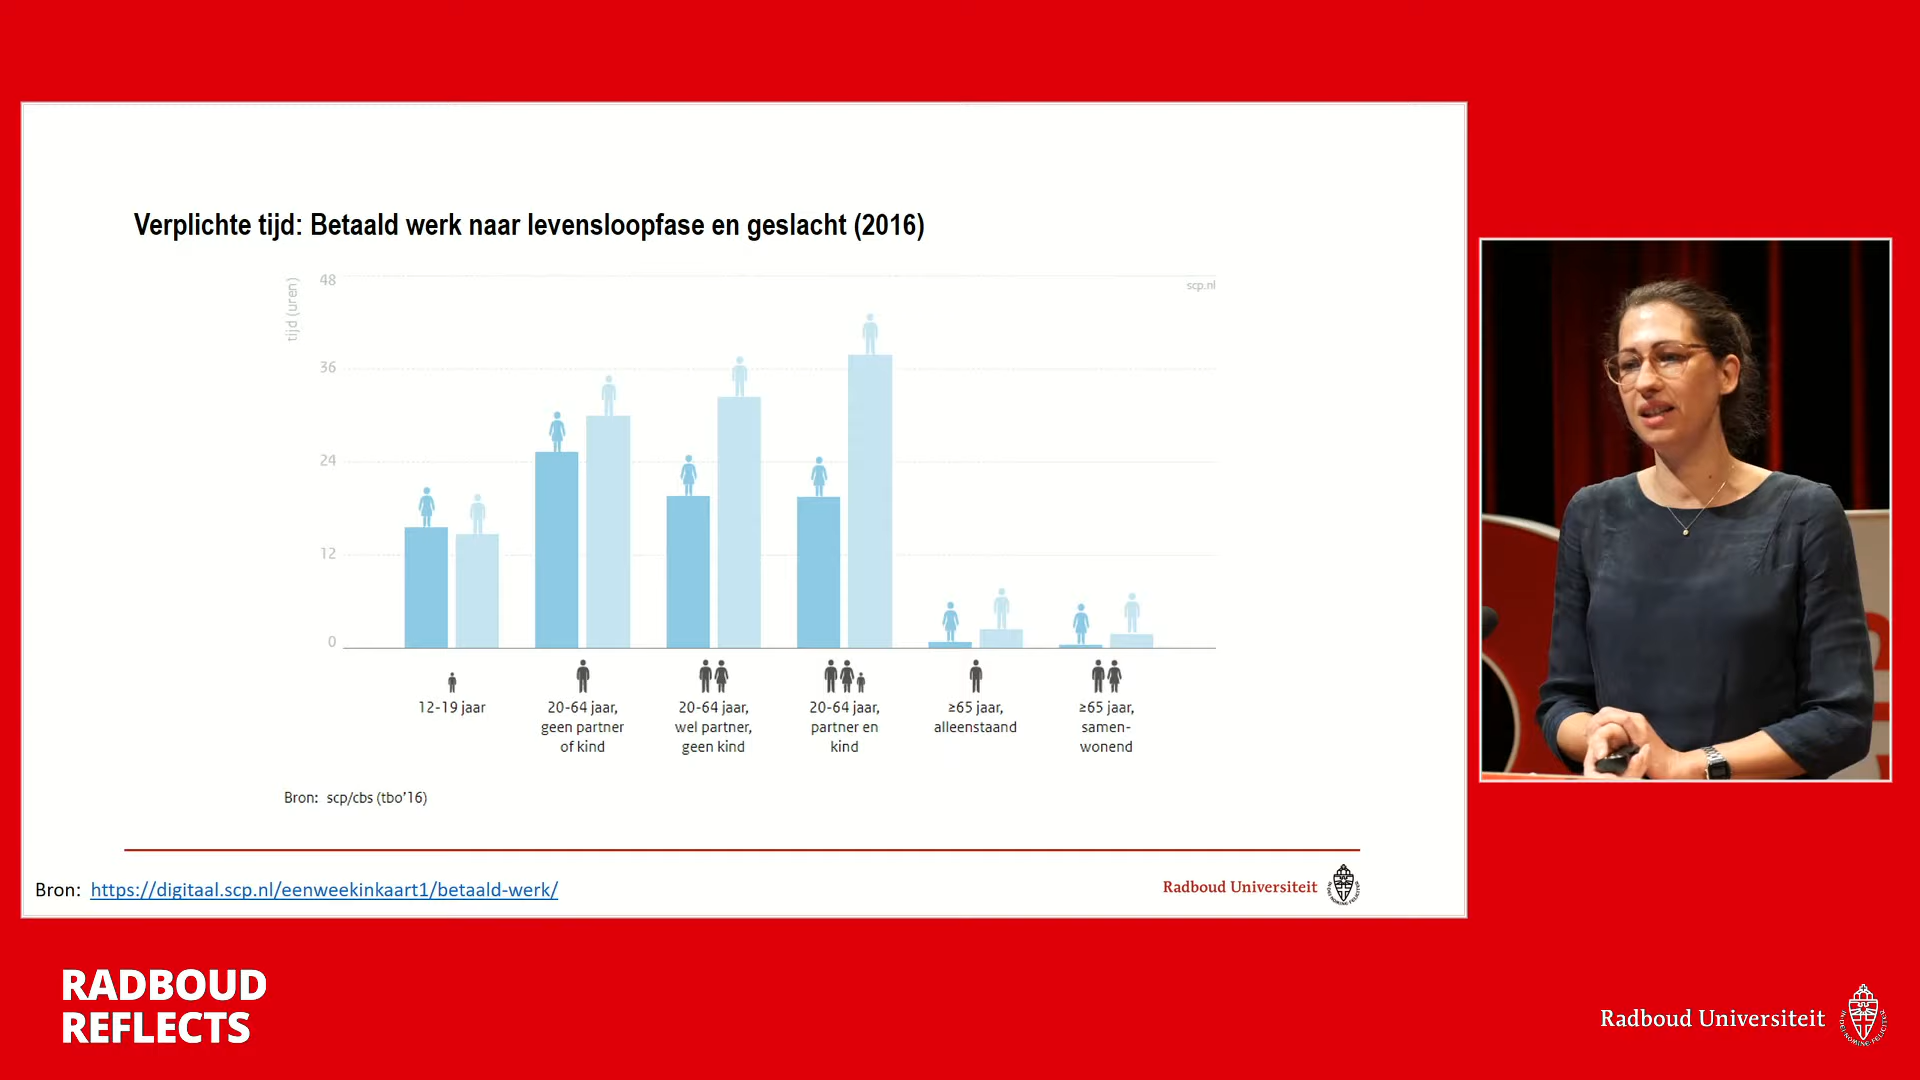 Verplichte tijd: Betaald werk naar levensloopfase en geslacht (2016)
tijd (uren)
48
36
24
12
0
scp.nl
12-19 jaar
20-64 jaar,
geen partner
of kind
20-64 jaar,
wel partner,
geen kind
20-64 jaar,
partner en
kind
≥65 jaar,
alleenstaand
≥65 jaar,
samen-
wonend
Bron: scp/cbs (tbo'16)
Bron: https://digitaal.scp.nl/eenweekinkaart1/betaald-werk/
Radboud Universiteit
RADBOUD
REFLECTS
Radboud Universiteit